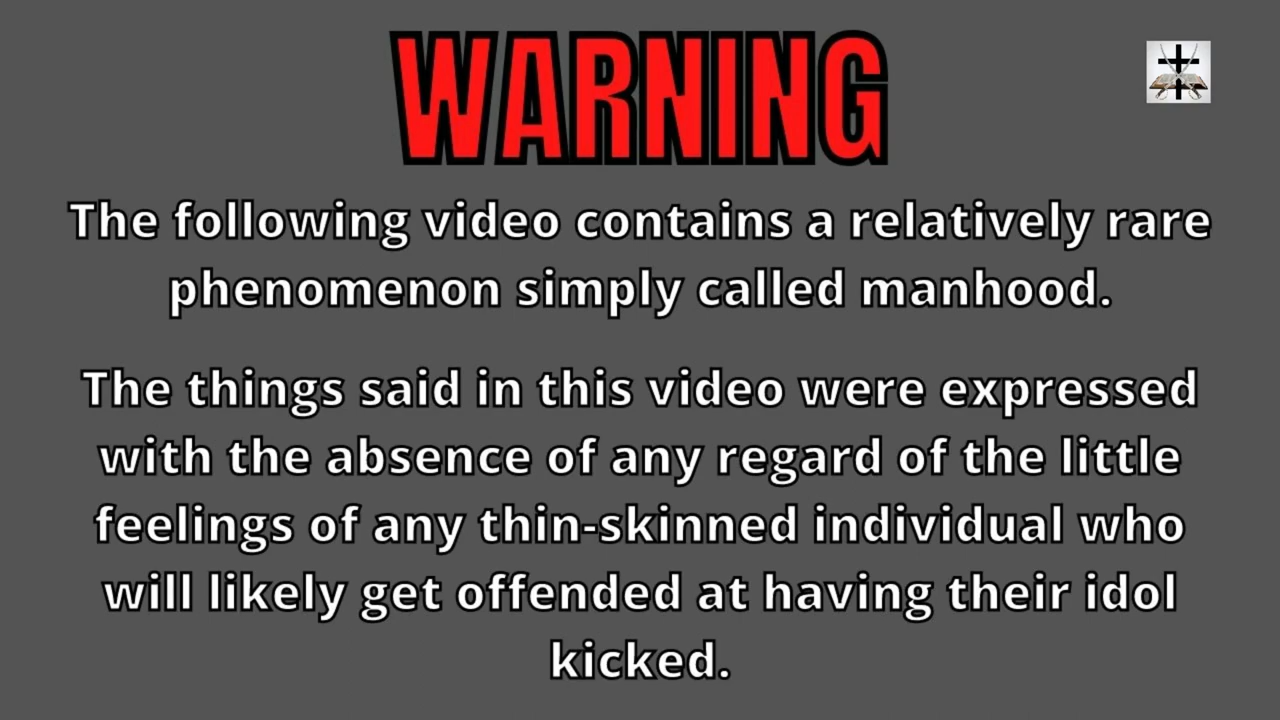 WARNING
The following video contains a relatively rare
phenomenon simply called manhood.
The things said in this video were expressed
with the absence of any regard of the little
feelings of any thin-skinned individual who
will likely get offended at having their idol
kicked.